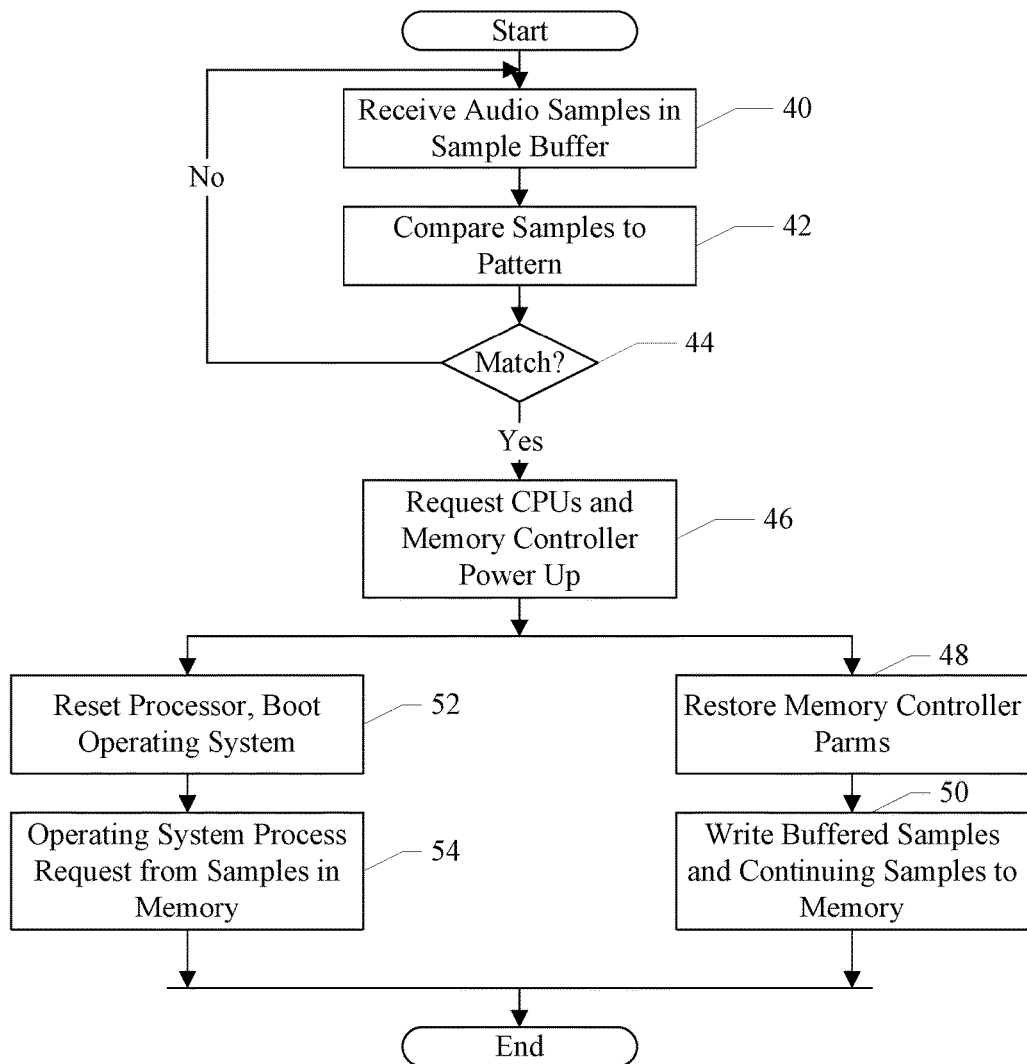 Start
Receive Audio Samples in
Sample Buffer
40
No
Compare Samples to
Pattern
42
Match?
44
Yes
Request CPUs and
Memory Controller
Power Up
46
Reset Processor, Boot
Operating System
52
48
Restore Memory Controller
Parms
Operating System Process
Request from Samples in
Memory
54
50
Write Buffered Samples
and Continuing Samples to
Memory
End